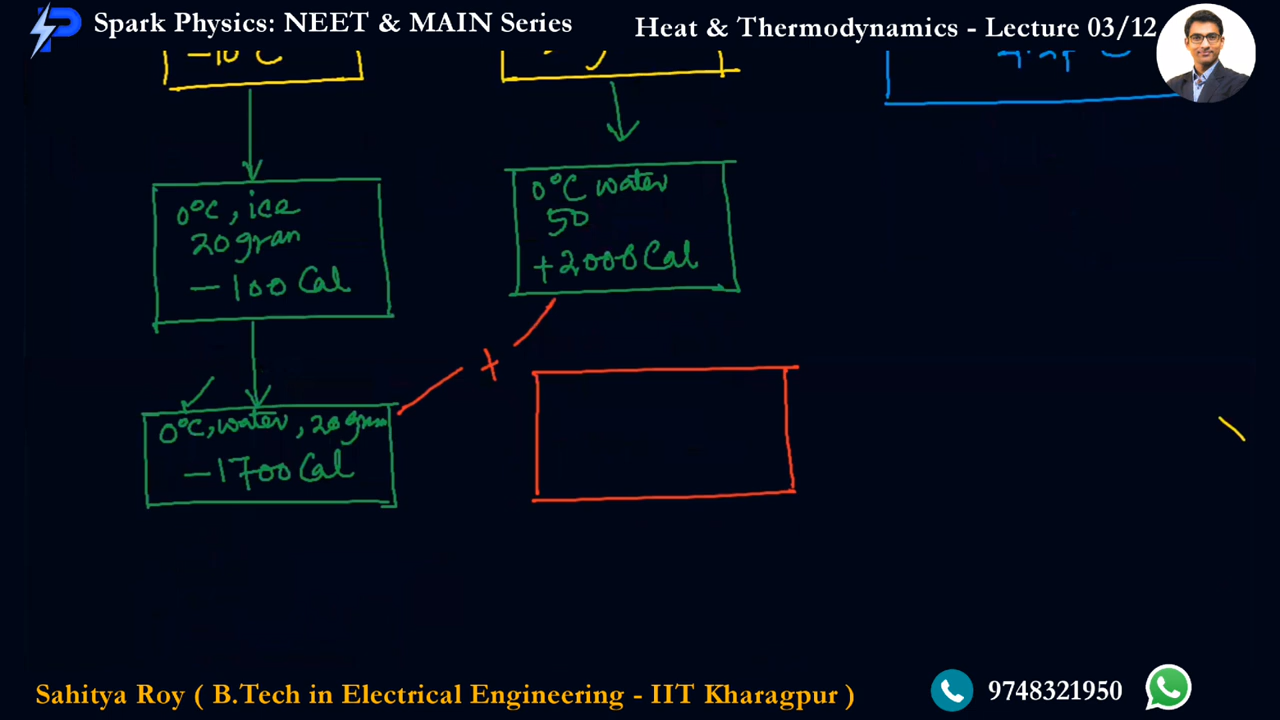 Spark Physics: NEET & MAIN Series
Heat & Thermodynamics - Lecture 03/12
-10°C
0°C, ice
20 gram
- 100 Cal
0°C water
50
+2000 Cal
+
0°C, water, 20 gram
-1700 Cal
Sahitya Roy ( B.Tech in Electrical Engineering - IIT Kharagpur )
9748321950